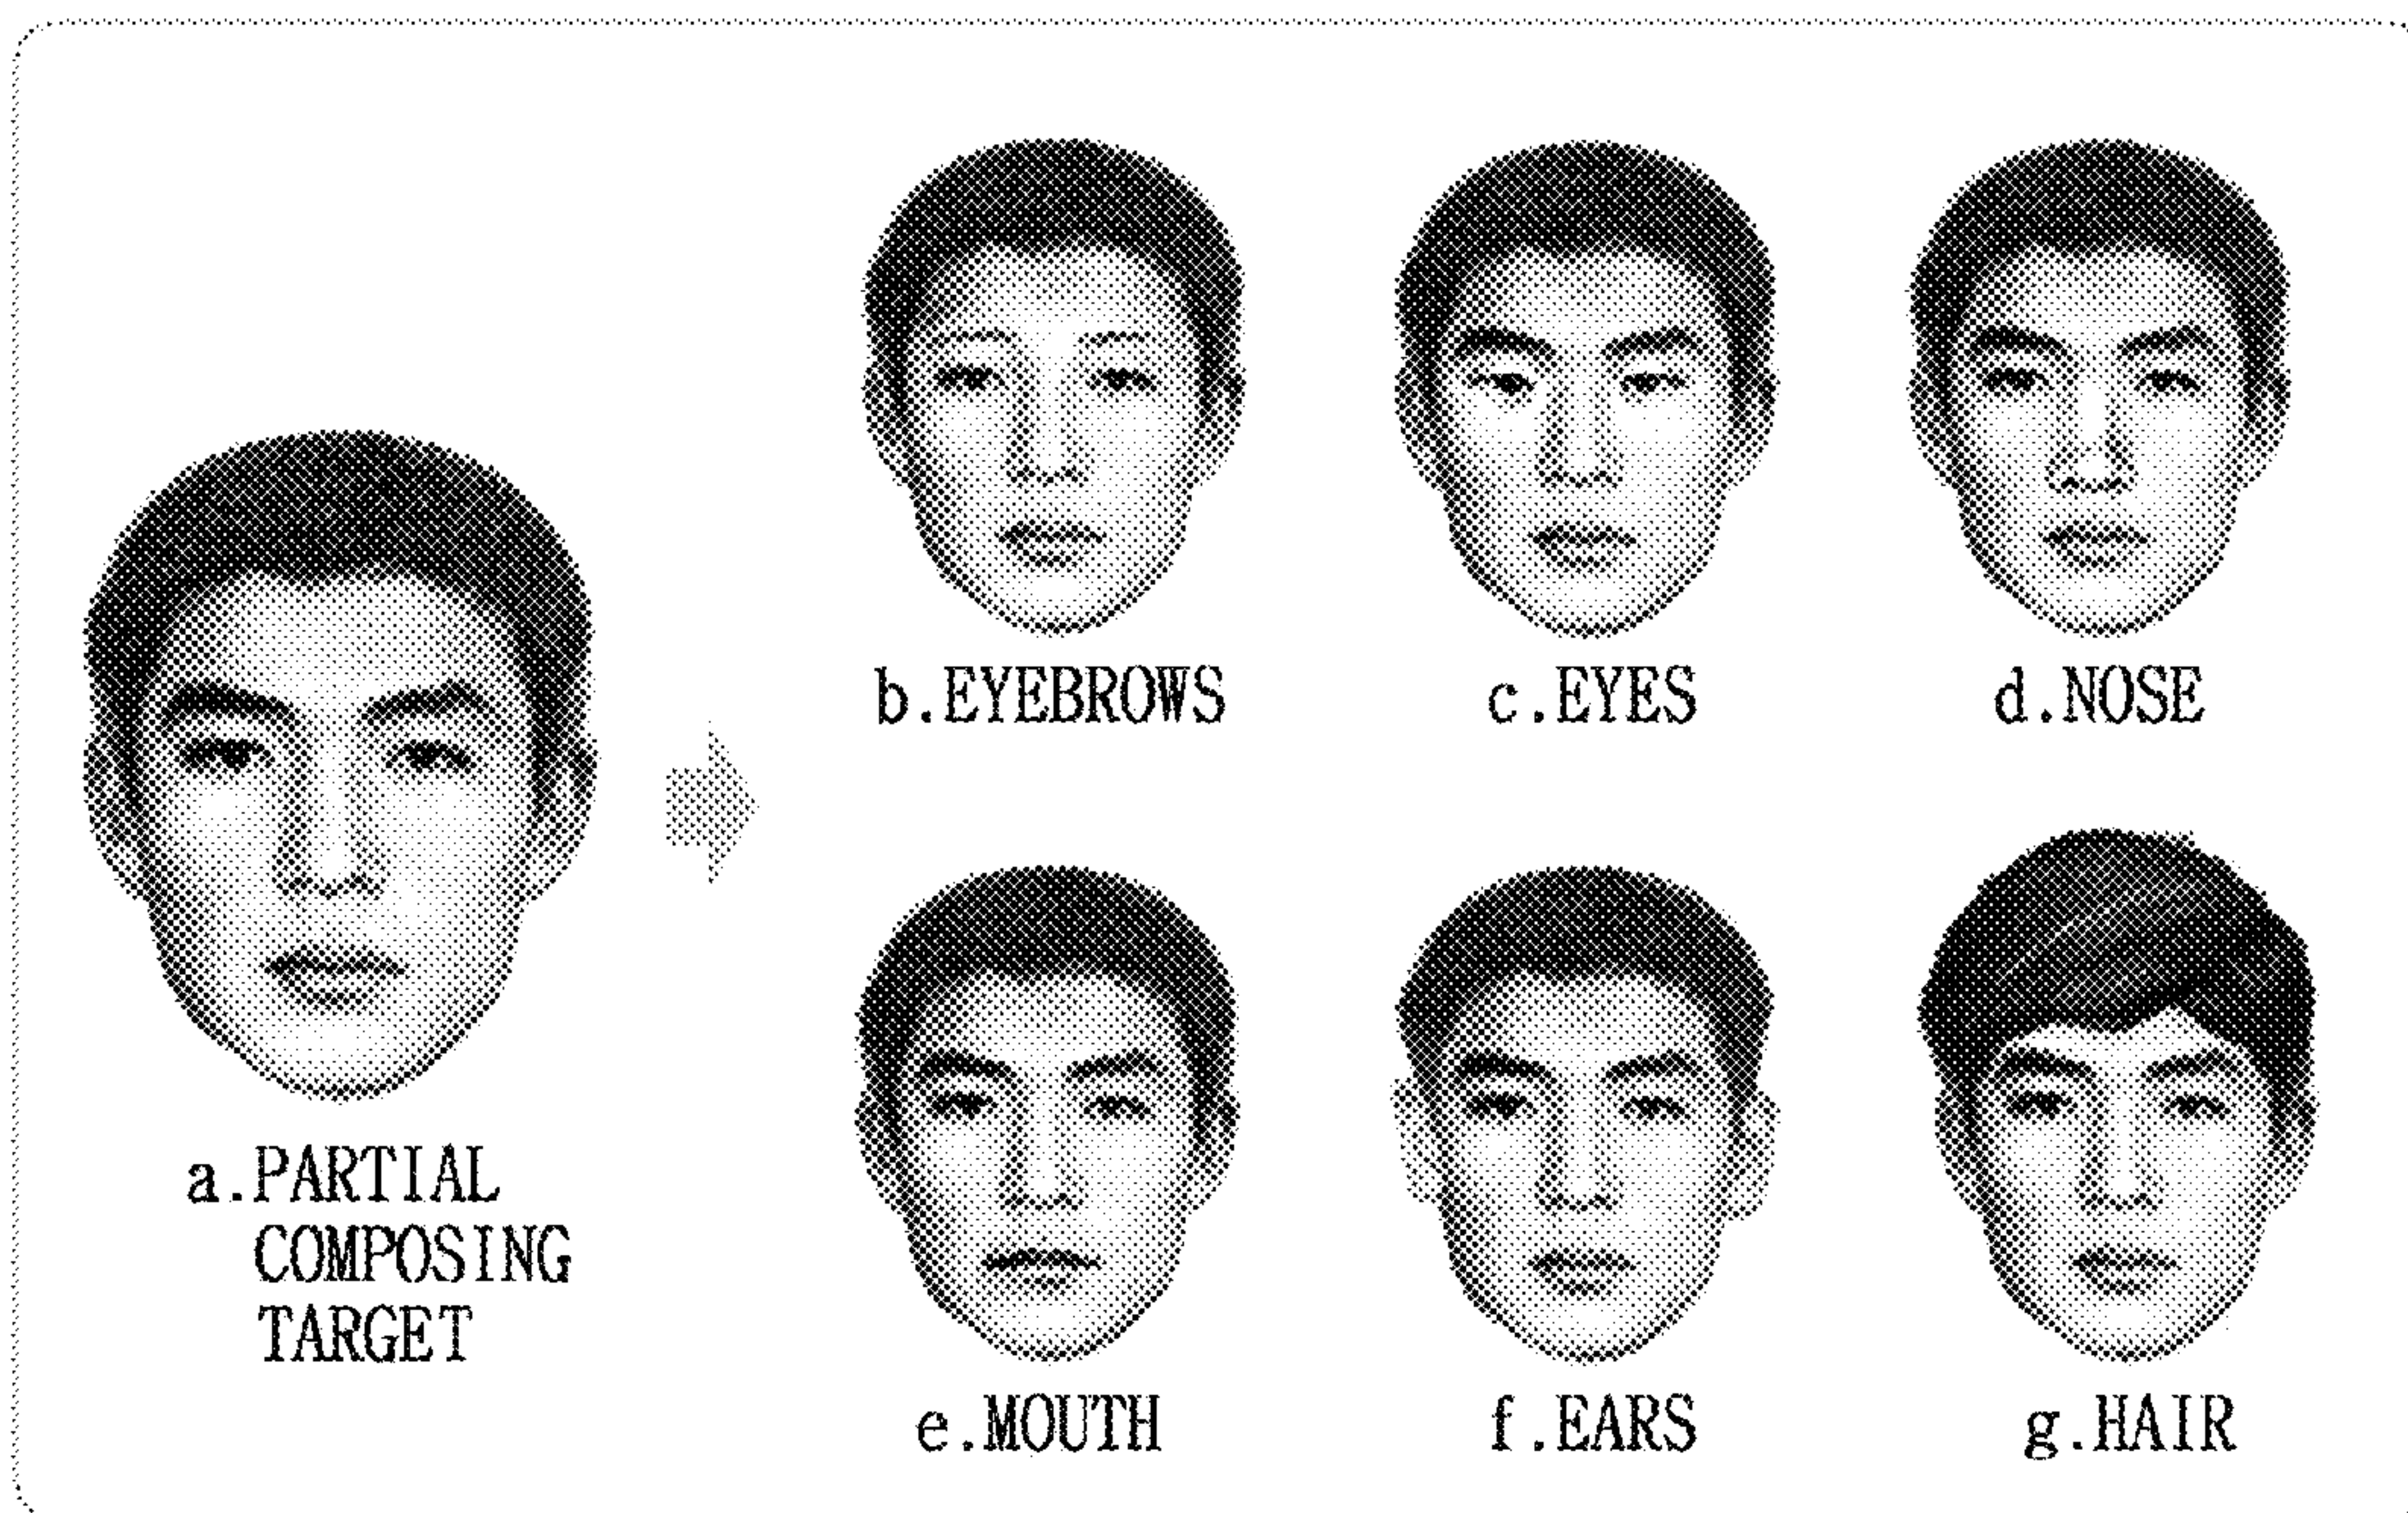 b.EYEBROWS
c.EYES
d.NOSE
a.PARTIAL
COMPOSING
TARGET
e.MOUTH
f.EARS
g.HAIR